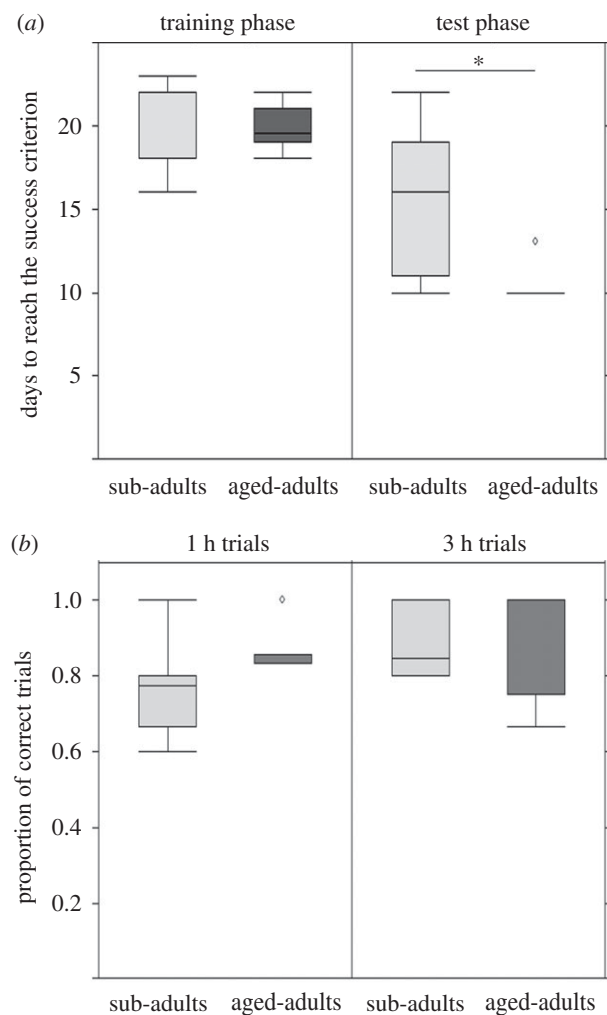 (a) training phase test phase
*
days to reach the success criterion
20
15
10
5
sub-adults aged-adults sub-adults aged-adults
(b) 1 h trials 3 h trials
proportion of correct trials
1.0
0.8
0.6
0.4
0.2
sub-adults aged-adults sub-adults aged-adults